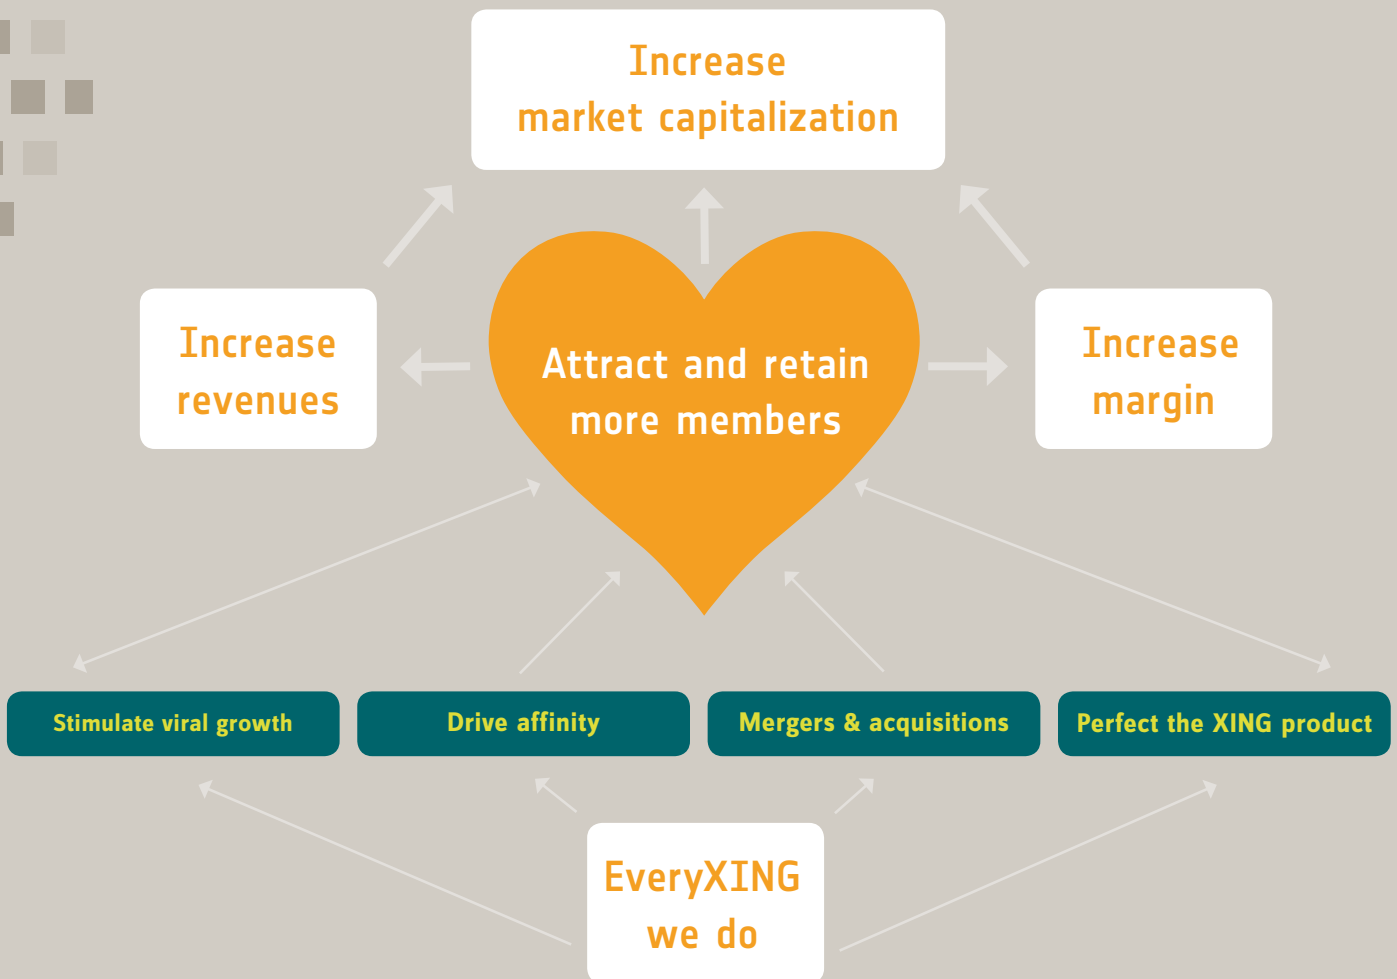 Increase
market capitalization
Increase
revenues
Attract and retain
more members
Increase
margin
Stimulate viral growth
Drive affinity
Mergers & acquisitions
Perfect the XING product
EveryXING
we do